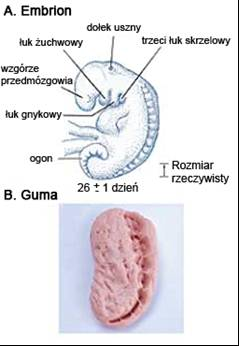 A. Embrion
dołek uszny
łuk żuchwowy
trzeci łuk skrzelowy
wzgórze
przedmózgowia
łuk gnykowy
ogon
Rozmiar
rzeczywisty
26 ± 1 dzień
B. Guma